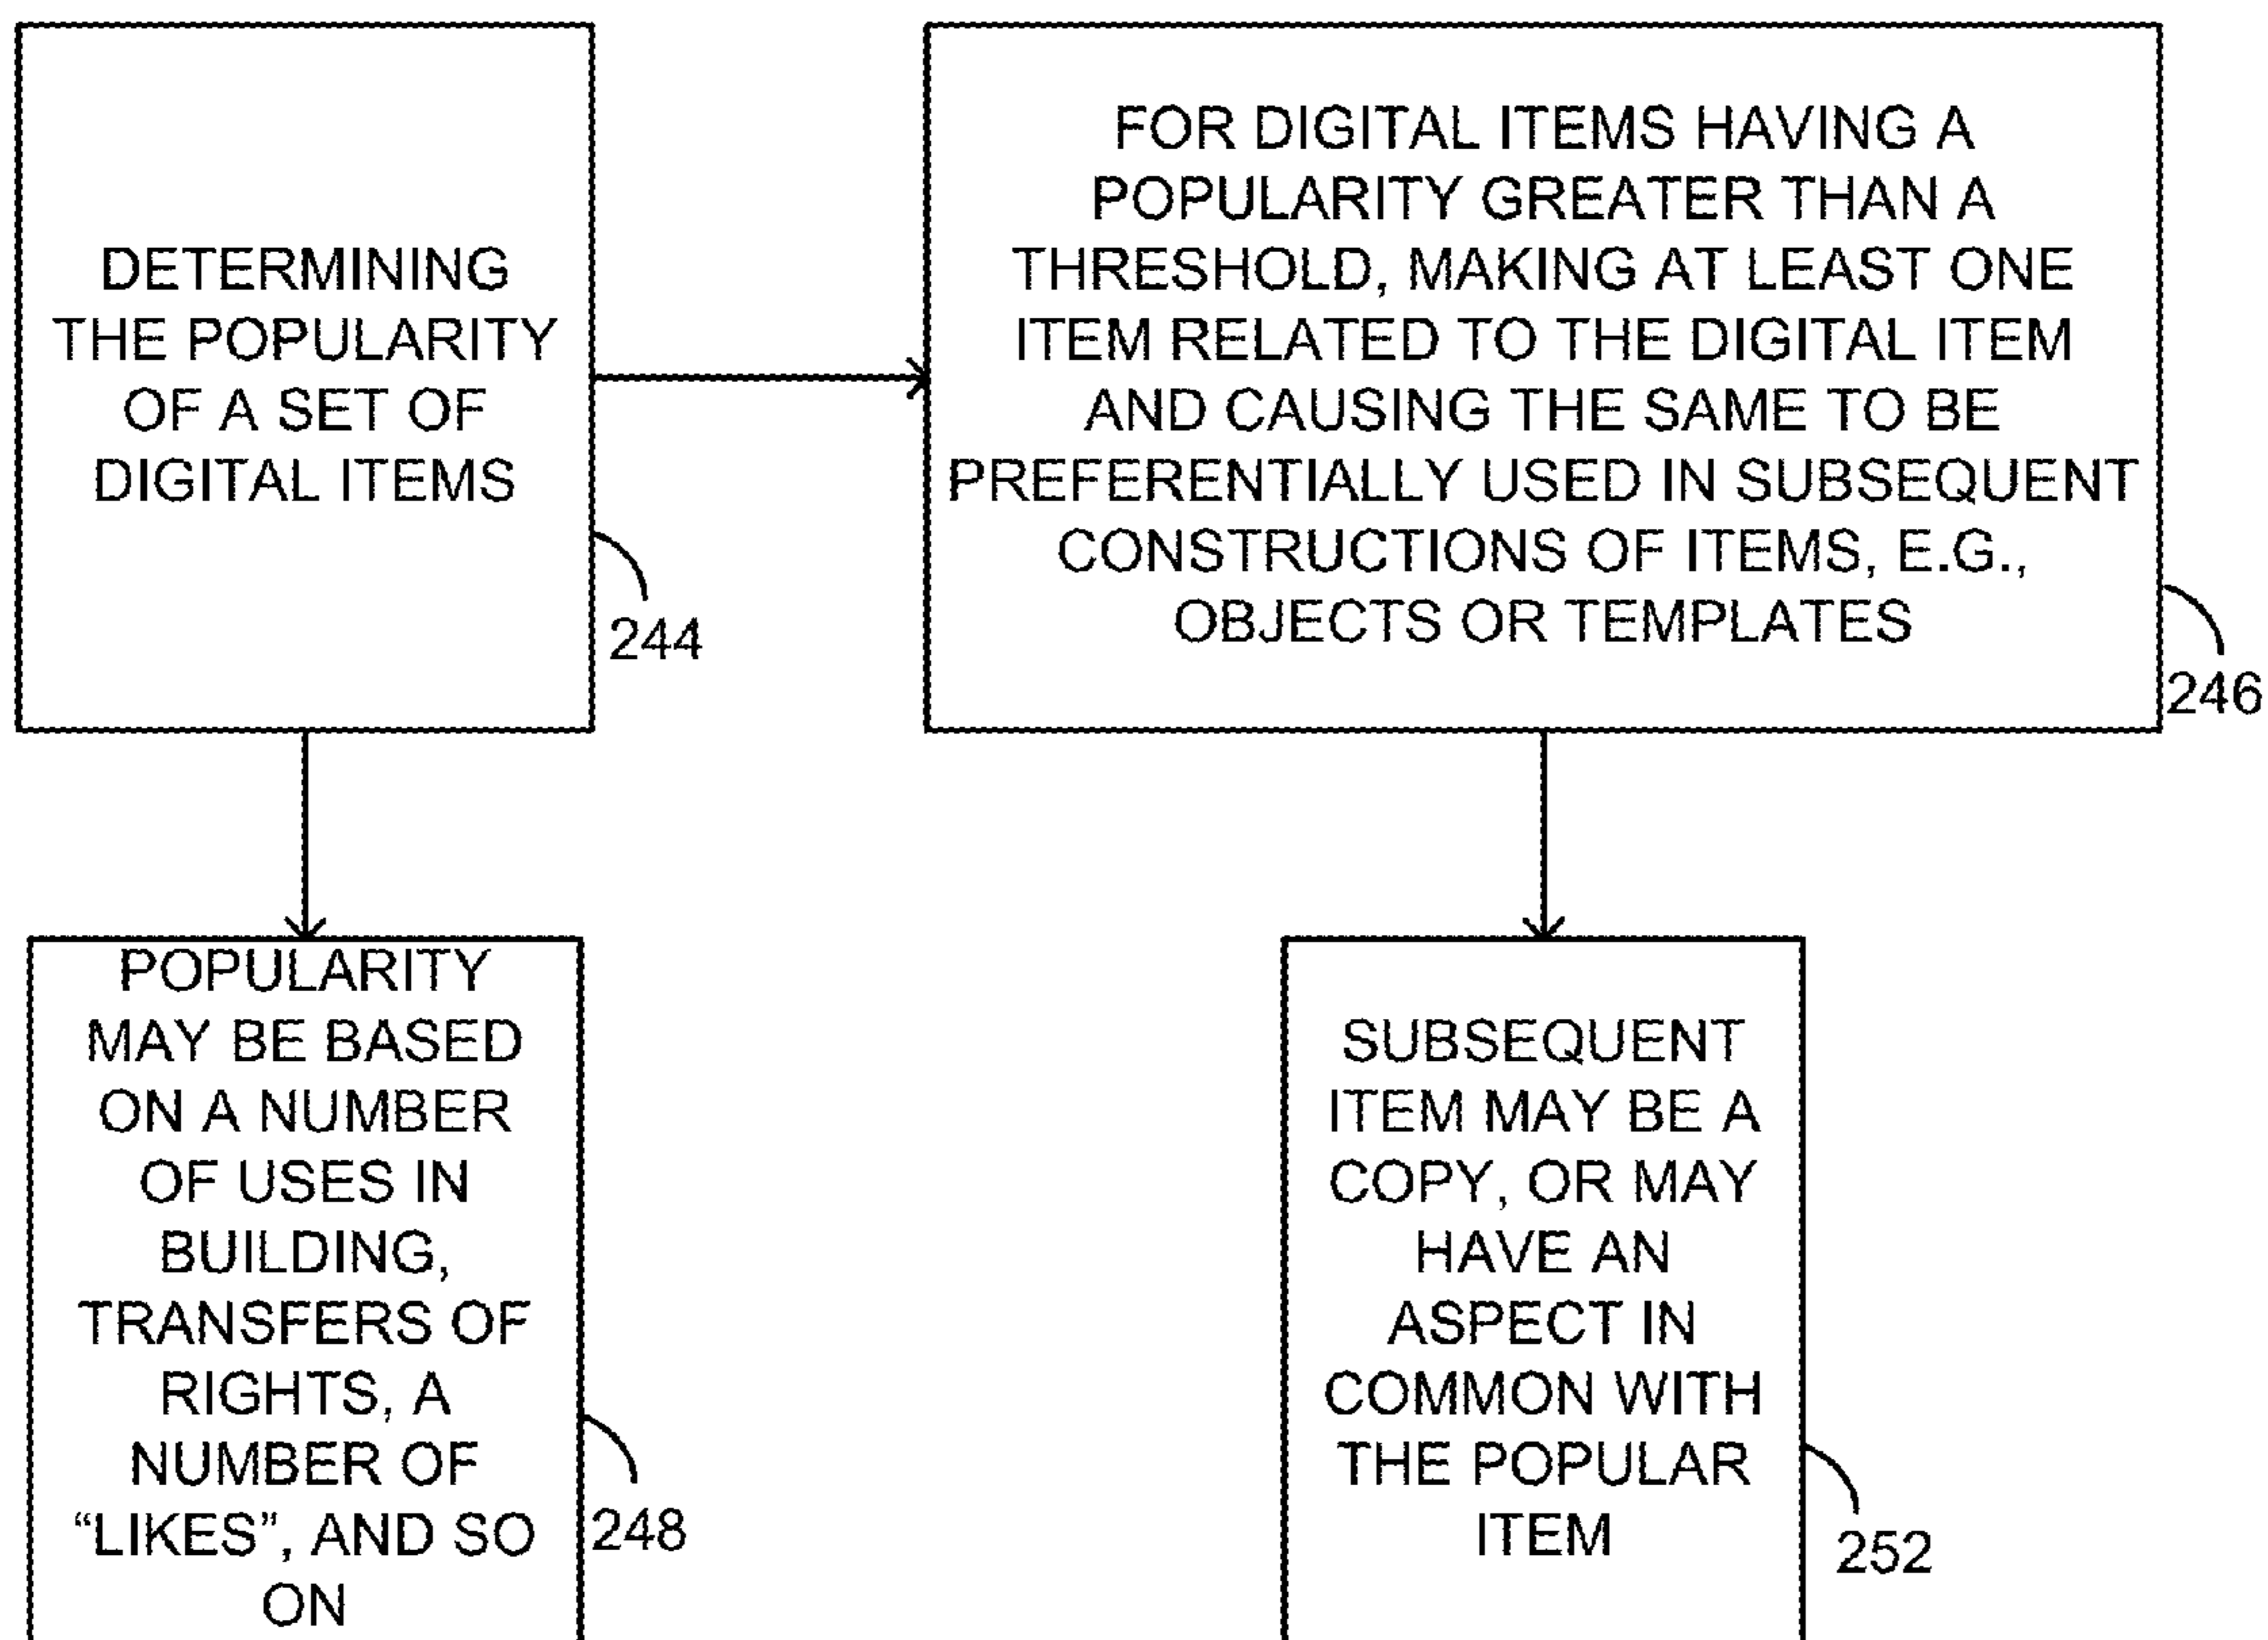 DETERMINING
THE POPULARITY
OF A SET OF
DIGITAL ITEMS
244
FOR DIGITAL ITEMS HAVING A
POPULARITY GREATER THAN A
THRESHOLD, MAKING AT LEAST ONE
ITEM RELATED TO THE DIGITAL ITEM
AND CAUSING THE SAME TO BE
PREFERENTIALLY USED IN SUBSEQUENT
CONSTRUCTIONS OF ITEMS, E.G.,
OBJECTS OR TEMPLATES
246
POPULARITY
MAY BE BASED
ON A NUMBER
OF USES IN
BUILDING,
TRANSFERS OF
RIGHTS, A
NUMBER OF
“LIKES”, AND SO
ON
248
SUBSEQUENT
ITEM MAY BE A
COPY, OR MAY
HAVE AN
ASPECT IN
COMMON WITH
THE POPULAR
ITEM
252